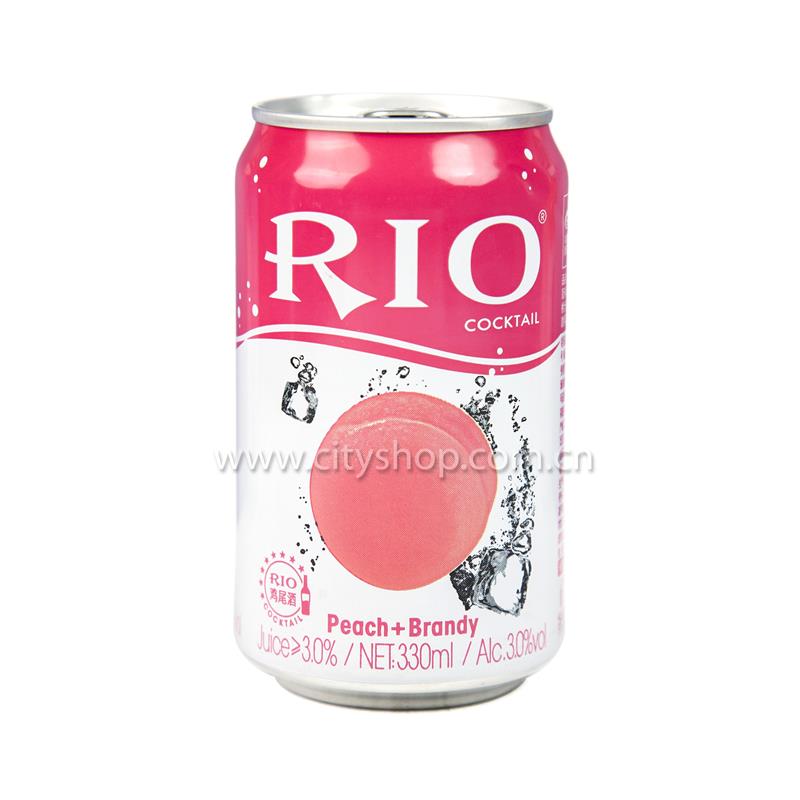 RIO®
COCKTAIL
www.cityshop.com.cn
RIO
鸡尾酒
COCKTAIL
Peach+Brandy
Juice≥3.0% / NET:330ml / Alc.3.0%vol